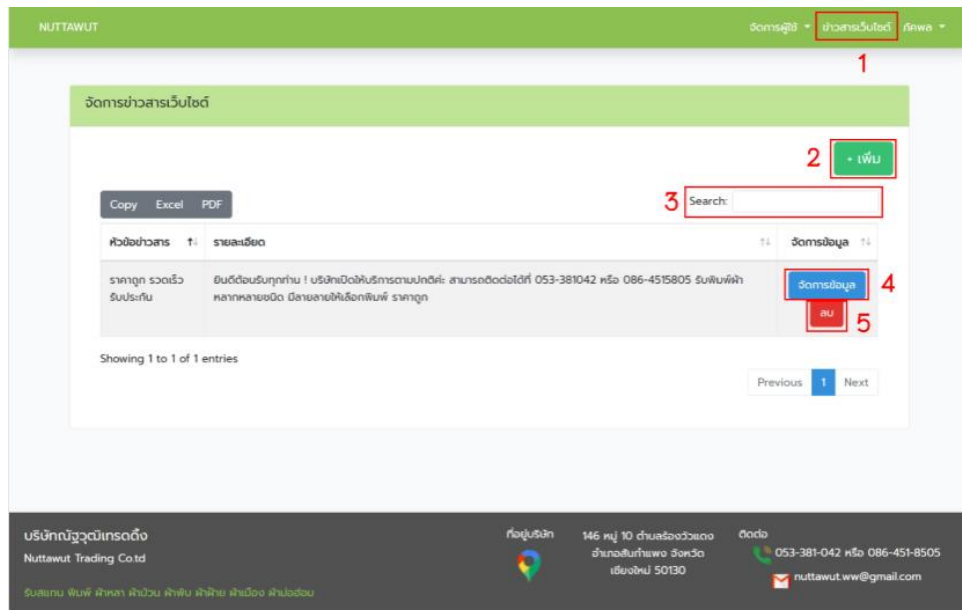 NUTTAWUT
จัดการผู้ใช้
ข่าวสารเว็บไซต์
ภัคพล
1
จัดการข่าวสารเว็บไซต์
2
+ เพิ่ม
Copy Excel PDF
3
Search:
หัวข้อข่าวสาร
รายละเอียด
จัดการข้อมูล
ราคาถูก รวดเร็ว
รับประกัน
ยินดีต้อนรับทุกท่าน ! บริษัทเปิดให้บริการตามปกติค่ะ สามารถติดต่อได้ที่ 053-381042 หรือ 086-4515805 รับพิมพ์ผ้า
หลากหลายชนิด มีลายลายให้เลือกพิมพ์ ราคาถูก
จัดการข้อมูล
4
ลบ
5
Showing 1 to 1 of 1 entries
Previous 1 Next
บริษัทณัฐวุฒิเทรดดิ้ง
Nuttawut Trading Co.td
รับสแกน พิมพ์ ผ้าหลา ผ้าม้วน ผ้าพับ ผ้าฝ้าย ผ้าเมือง ผ้าม่อฮ่อม
ที่อยู่บริษัท
146 หมู่ 10 ตำบลร้องวัวแดง
อำเภอสันกำแพง จังหวัด
เชียงใหม่ 50130
ติดต่อ
053-381-042 หรือ 086-451-8505
nuttawut.ww@gmail.com